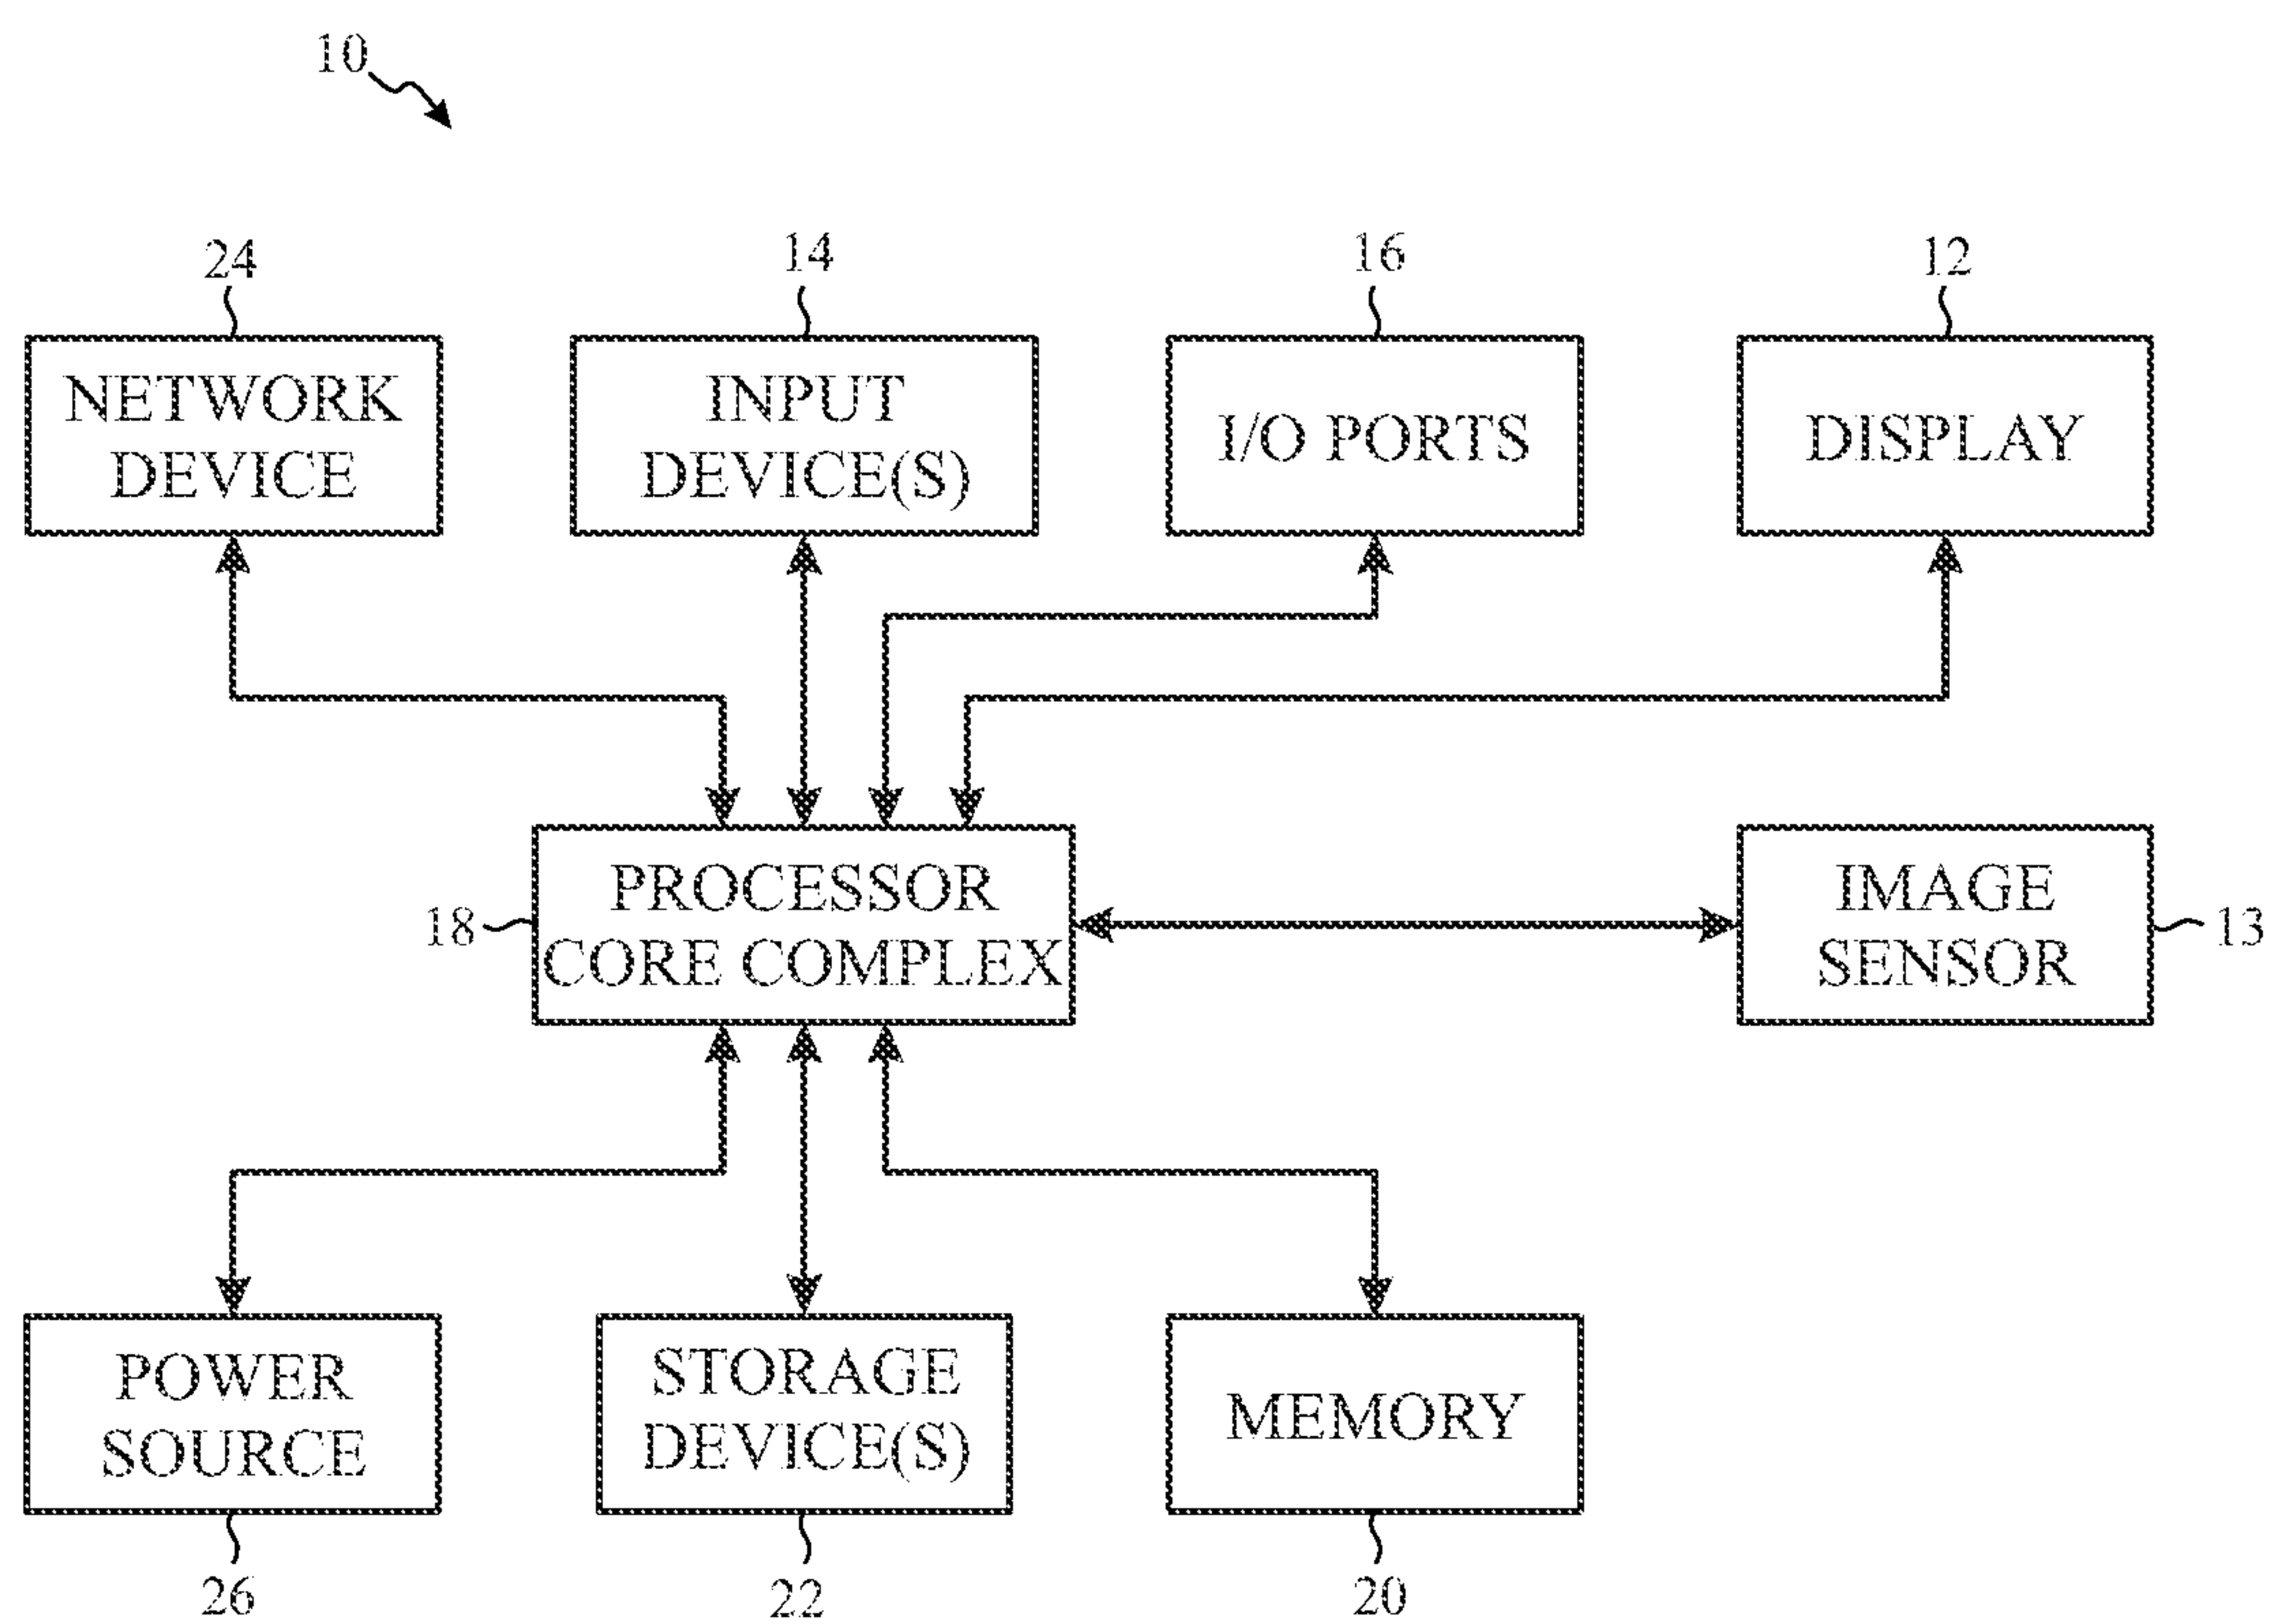 10
24
14
16
12
NETWORK
DEVICE
INPUT
DEVICE(S)
I/O PORTS
DISPLAY
18
PROCESSOR
CORE COMPLEX
IMAGE
SENSOR
13
POWER
SOURCE
STORAGE
DEVICE(S)
MEMORY
26
22
20